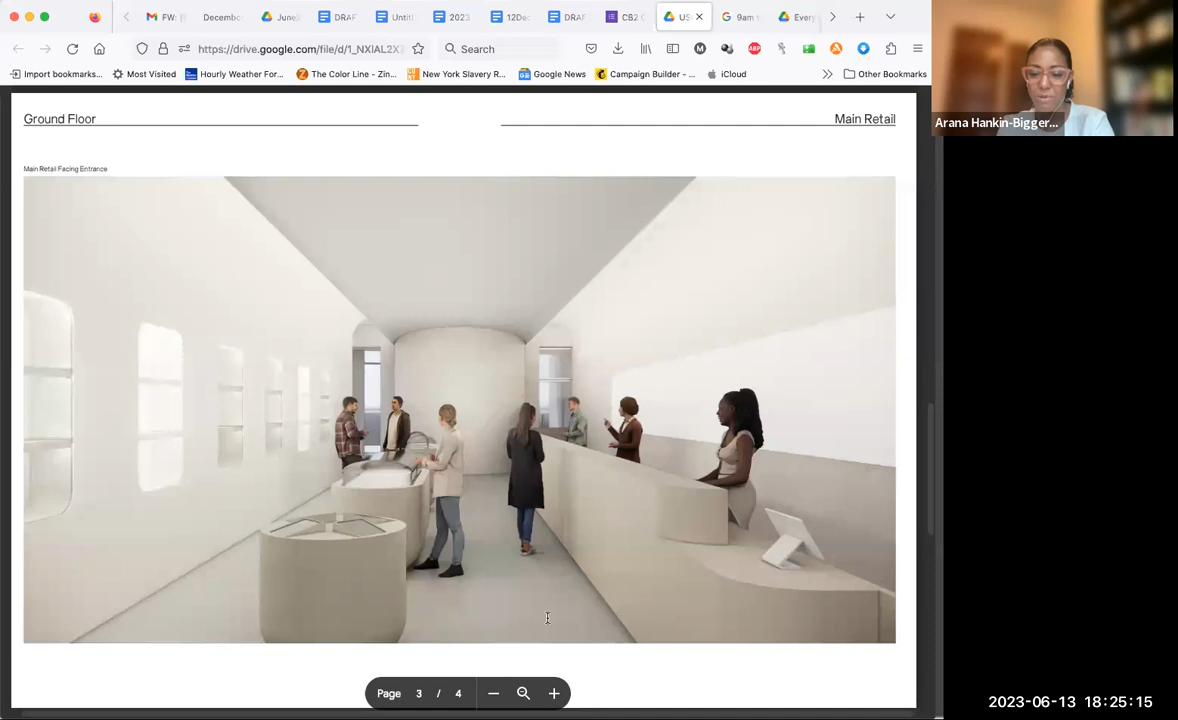 FW:
Decembe
June
DRAF
Untit
2023
12Dec
DRAF
CB2 C
US
9am
Every
https://drive.google.com/file/d/1_NXIAL2X
Search
ABP
Import bookmarks...
Most Visited
Hourly Weather For...
The Color Line - Zin...
New York Slavery R...
Google News
Campaign Builder - ...
iCloud
Other Bookmarks
Arana Hankin-Bigger...
Ground Floor
Main Retail
Main Retail Facing Entrance
Page 3 / 4
2023-06-13 18:25:15